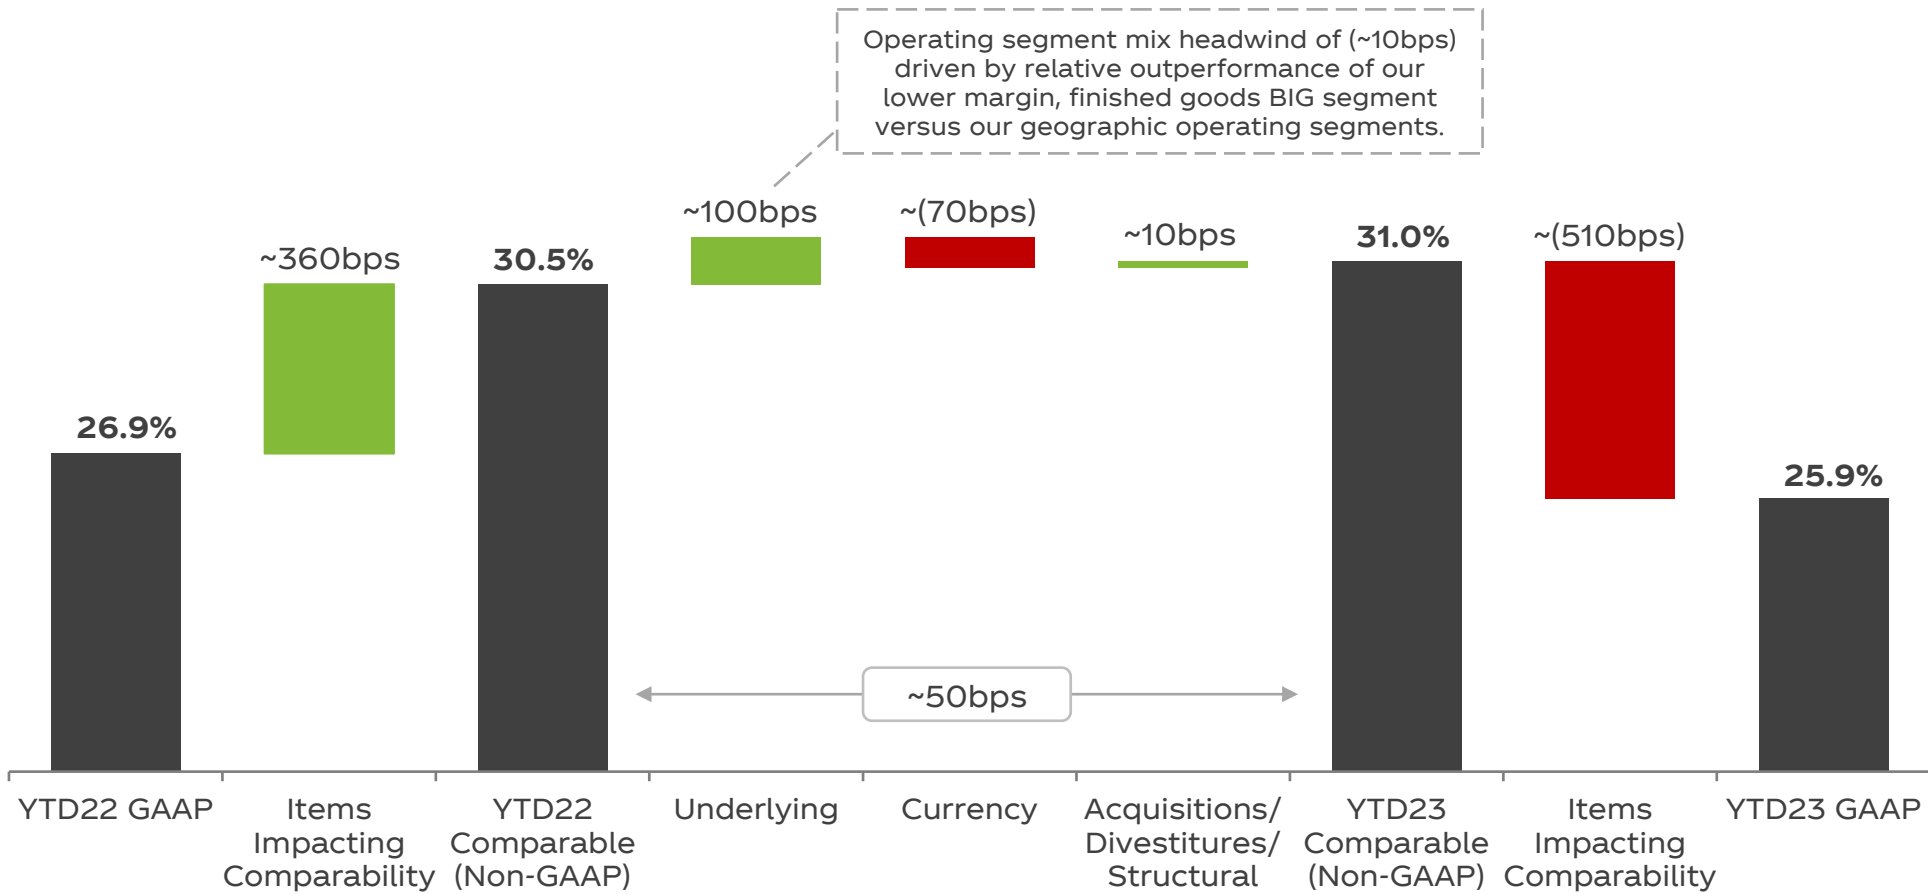 Operating segment mix headwind of (~10bps)
driven by relative outperformance of our
lower margin, finished goods BIG segment
versus our geographic operating segments.
26.9%
~360bps
30.5%
~100bps
~(70bps)
~10bps
31.0%
~(510bps)
25.9%
~50bps
YTD22 GAAP
Items
Impacting
Comparability
YTD22
Comparable
(Non-GAAP)
Underlying
Currency
Acquisitions/
Divestitures/
Structural
YTD23
Comparable
(Non-GAAP)
Items
Impacting
Comparability
YTD23 GAAP